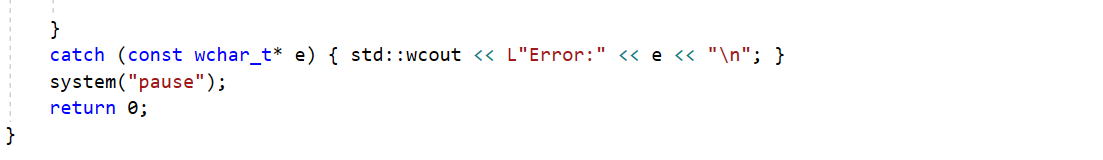 }
catch (const wchar_t* e) { std::wcout << L"Error:" << e << "\n"; }
system("pause");
return 0;
}